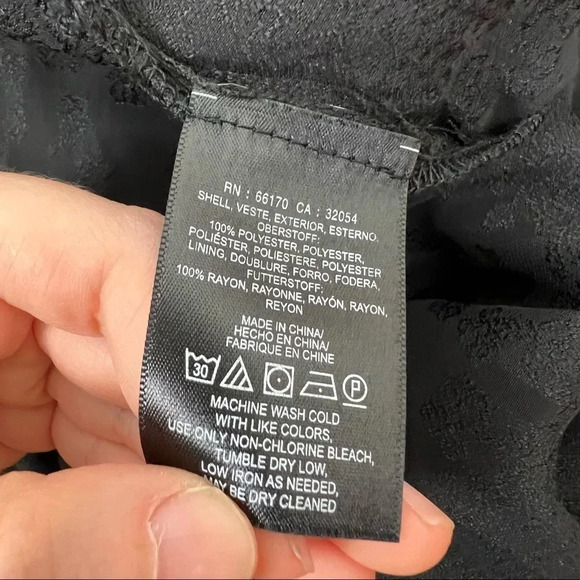 RN : 66170 CA : 32054
SHELL, VESTE, EXTERIOR, ESTERNO,
OBERSTOFF:
100% POLYESTER, POLYESTER,
POLIÉSTER, POLIESTERE, POLYESTER
LINING, DOUBLURE, FORRO, FODERA,
FUTTERSTOFF:
100% RAYON, RAYONNE, RAYÓN, RAYON,
REYON
MADE IN CHINA/
HECHO EN CHINA/
FABRIQUE EN CHINE
30 P
MACHINE WASH COLD
WITH LIKE COLORS,
USE ONLY NON-CHLORINE BLEACH,
TUMBLE DRY LOW,
LOW IRON AS NEEDED,
MAY BE DRY CLEANED